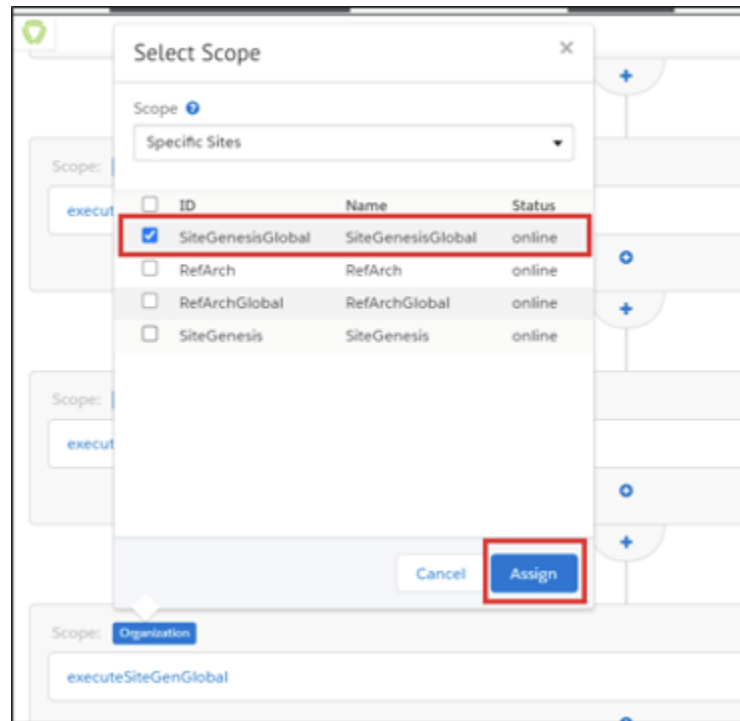 Select Scope
Scope
Specific Sites
ID Name Status
SiteGenesisGlobal SiteGenesisGlobal online
RefArch RefArch online
RefArchGlobal RefArchGlobal online
SiteGenesis SiteGenesis online
Cancel Assign
Scope:
execut
Scope:
execut
Scope: Organization
executeSiteGenGlobal